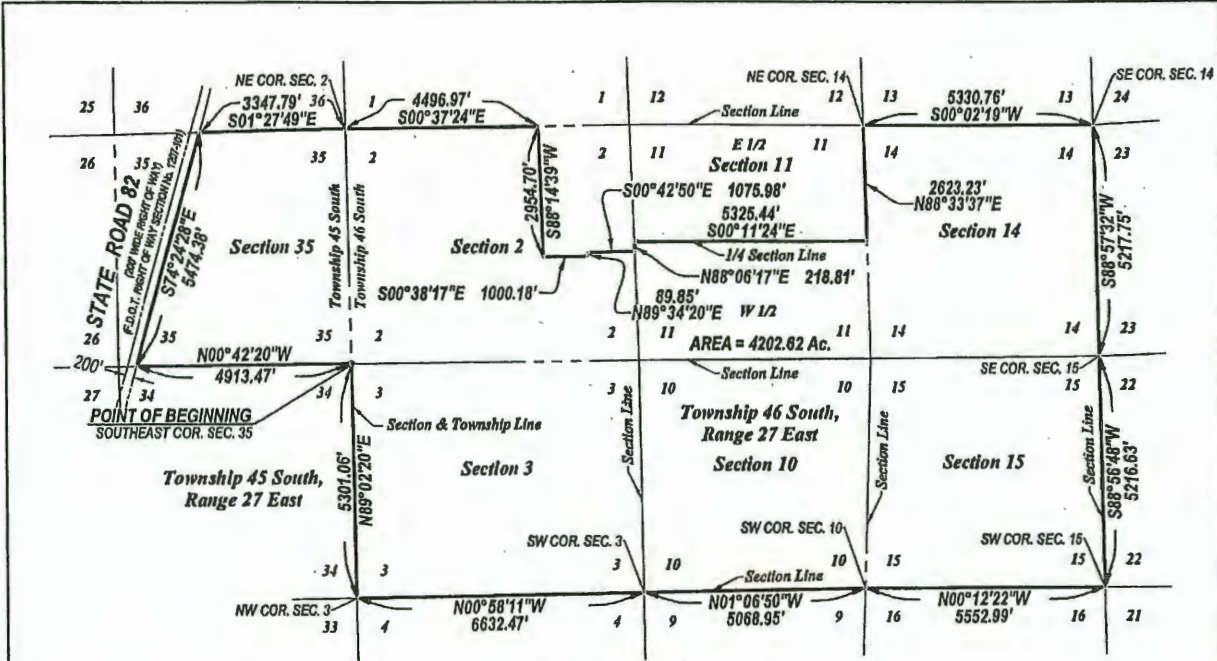 NE COR. SEC. 2
NE COR. SEC. 14
SE COR. SEC. 14
25
36
3347.79'
36
1
4496.97'
1
12
12
13
5330.76'
13
24
S01°27'49"E
S00°37'24"E
Section Line
S00°02'19"W
26
35
35
2
2
11
E 1/2
11
14
14
23
Section 11
STATE ROAD 82
(200' WIDE RIGHT OF WAY)
(F.D.O.T. RIGHT OF WAY SECTION No. 1207-501)
S74°24'28"E
5474.38'
Section 35
Township 45 South
Township 46 South
Section 2
2954.70'
S88°14'39"W
S00°42'50"E 1075.98'
5325.44'
S00°11'24"E
1/4 Section Line
2623.23'
N88°33'37"E
Section 14
S88°57'32"W
5217.75'
S00°38'17"E 1000.18'
N88°06'17"E 218.81'
89.85'
N89°34'20"E
W 1/2
26
35
35
2
2
11
11
14
14
23
N00°42'20"W
AREA = 4202.62 Ac.
200'
4913.47'
Section Line
SE COR. SEC. 15
27
34
34
3
3
10
10
15
15
22
POINT OF BEGINNING
SOUTHEAST COR. SEC. 35
Section & Township Line
Section Line
Township 46 South,
Range 27 East
Section Line
Section Line
Township 45 South,
Range 27 East
5301.06'
N89°02'20"E
Section 3
Section 10
Section 15
S88°56'48"W
5216.63'
SW COR. SEC. 3
SW COR. SEC. 10
SW COR. SEC. 15
34
3
3
10
10
15
15
22
Section Line
NW COR. SEC. 3
N00°58'11"W
N01°06'50"W
N00°12'22"W
33
4
6632.47'
4
9
5068.95'
9
16
5552.99'
16
21